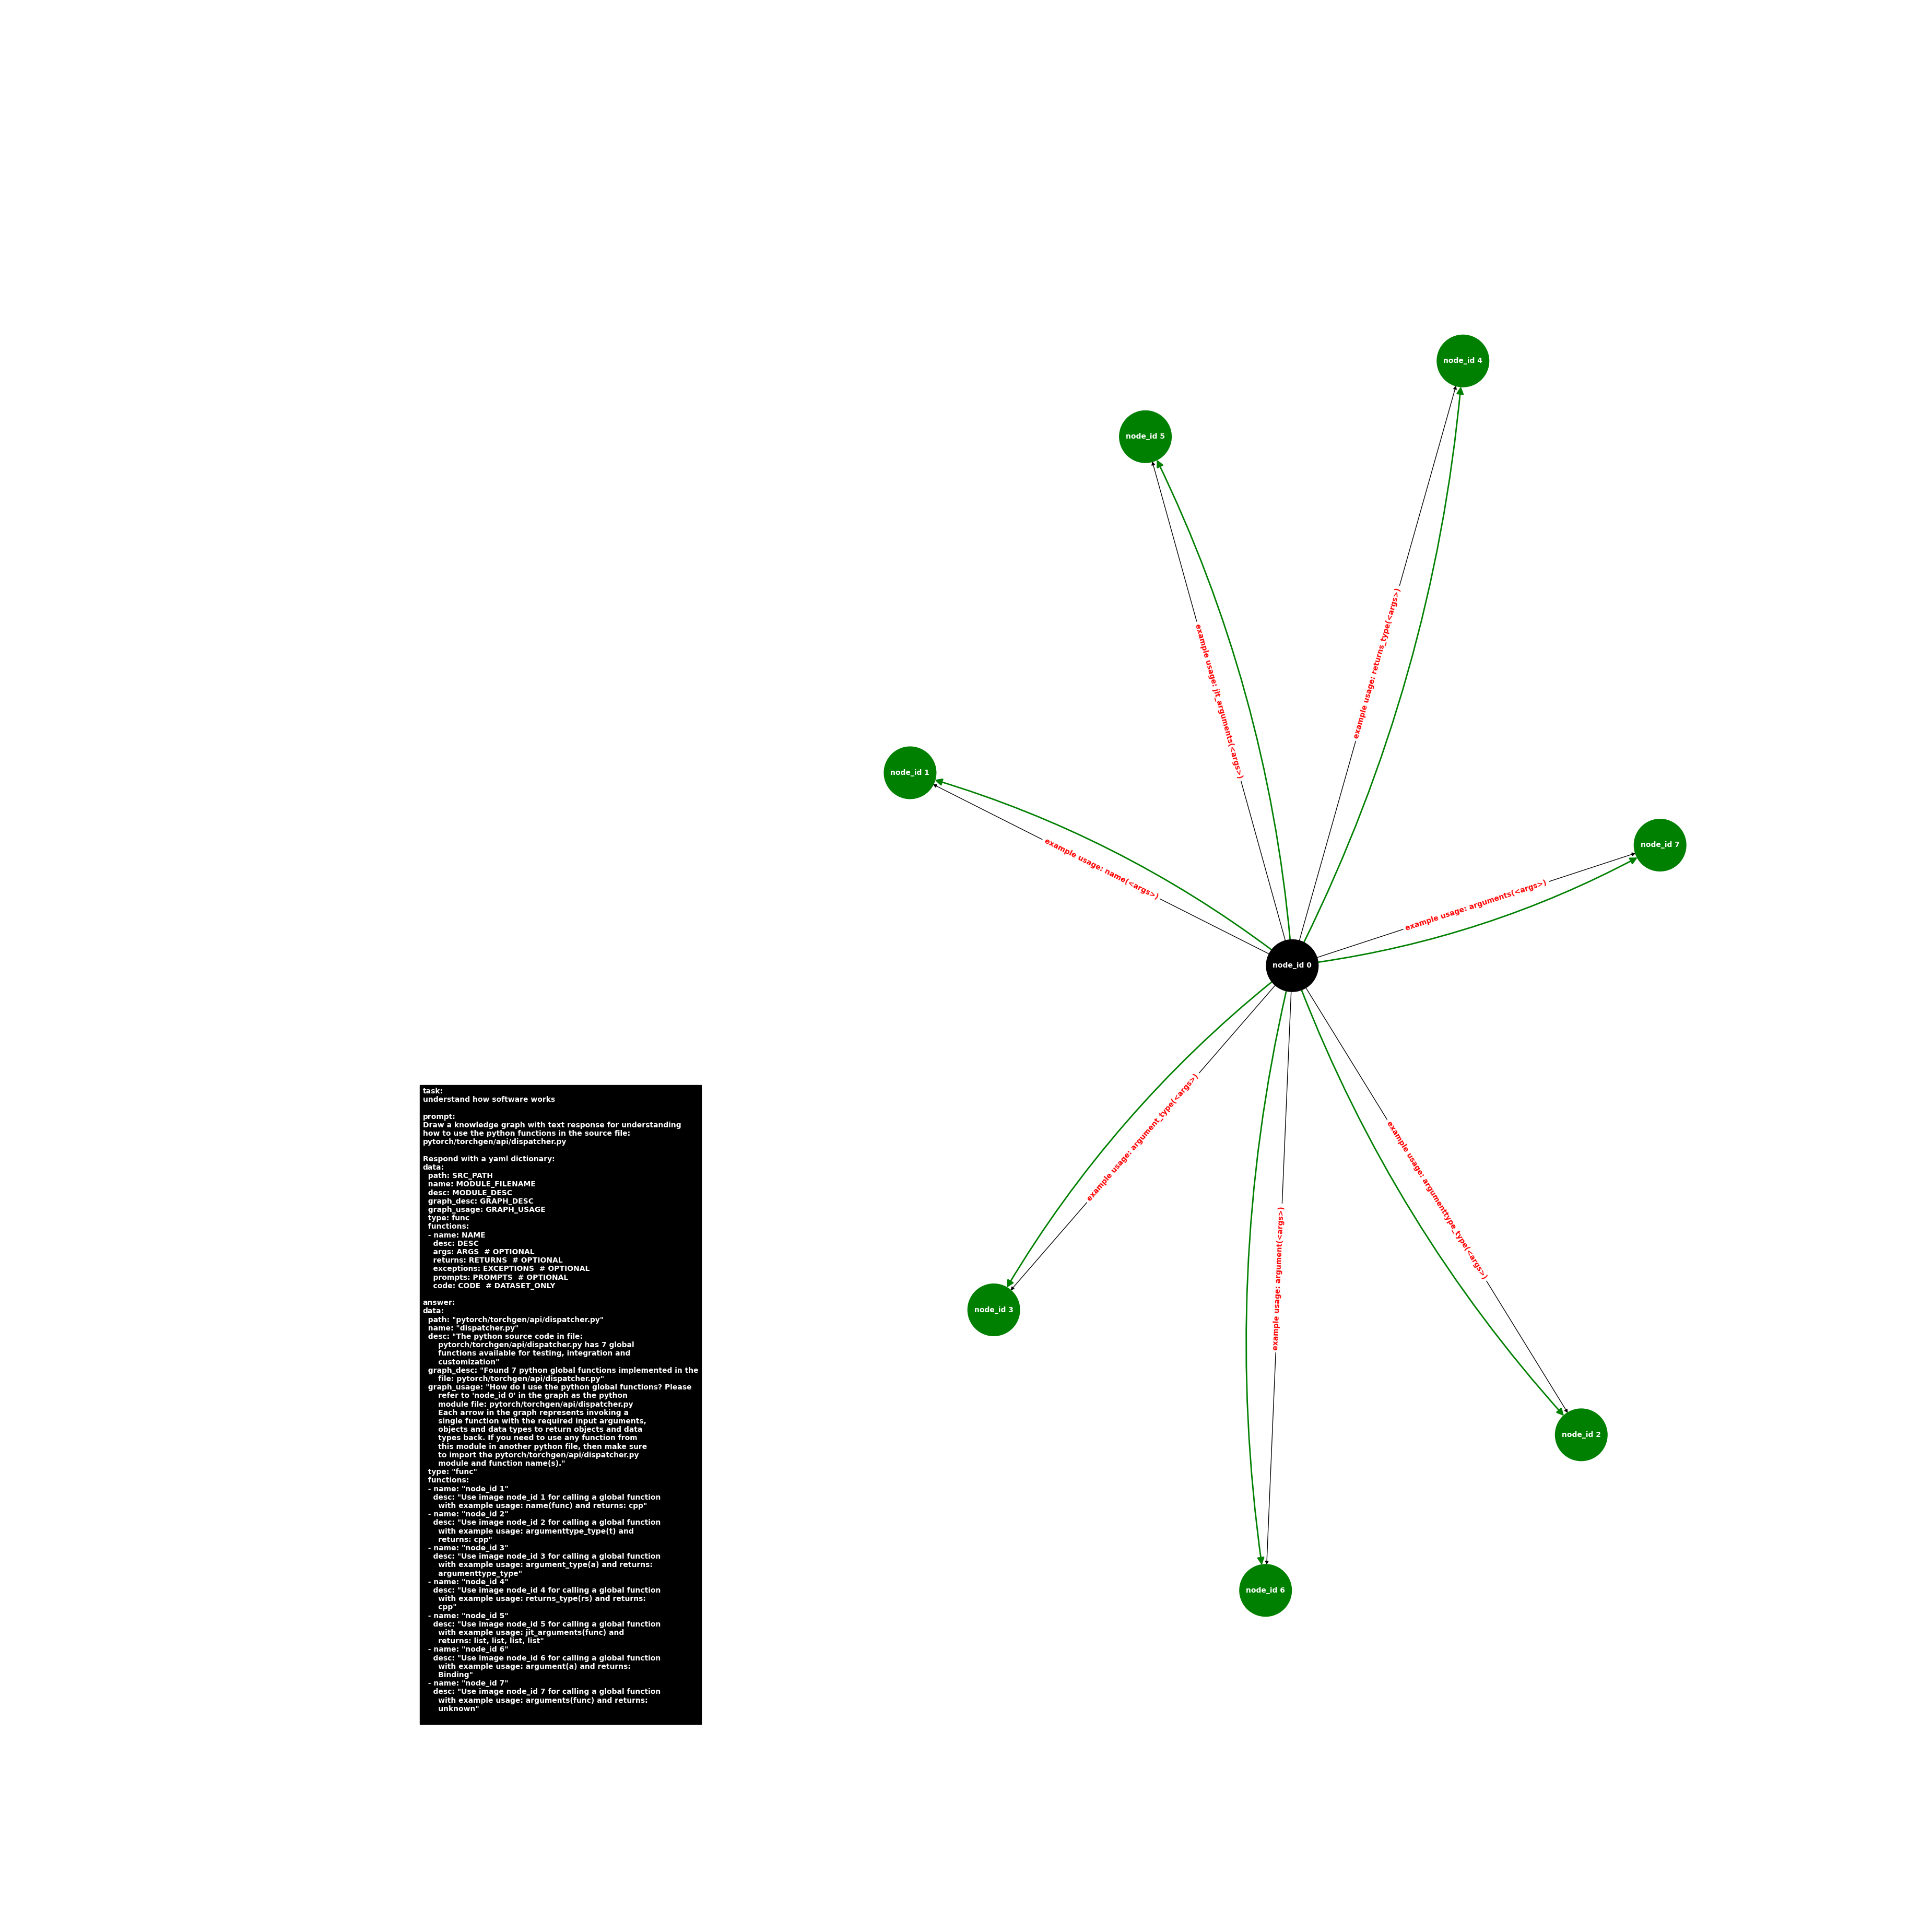 node_id 4
node_id 5
example usage: returns_type(<args>)
example usage: jit_arguments(<args>)
node_id 1
node_id 7
example usage: name(<args>)
example usage: arguments(<args>)
node_id 0
task:
understand how software works

prompt:
Draw a knowledge graph with text response for understanding
how to use the python functions in the source file:
pytorch/torchgen/api/dispatcher.py

Respond with a yaml dictionary:
data:
  path: SRC_PATH
  name: MODULE_FILENAME
  desc: MODULE_DESC
  graph_desc: GRAPH_DESC
  graph_usage: GRAPH_USAGE
  type: func
  functions:
  - name: NAME
    desc: DESC
    args: ARGS  # OPTIONAL
    returns: RETURNS  # OPTIONAL
    exceptions: EXCEPTIONS  # OPTIONAL
    prompts: PROMPTS  # OPTIONAL
    code: CODE  # DATASET_ONLY

answer:
data:
  path: "pytorch/torchgen/api/dispatcher.py"
  name: "dispatcher.py"
  desc: "The python source code in file:
      pytorch/torchgen/api/dispatcher.py has 7 global
      functions available for testing, integration and
      customization"
  graph_desc: "Found 7 python global functions implemented in the
      file: pytorch/torchgen/api/dispatcher.py"
  graph_usage: "How do I use the python global functions? Please
      refer to 'node_id 0' in the graph as the python
      module file: pytorch/torchgen/api/dispatcher.py
      Each arrow in the graph represents invoking a
      single function with the required input arguments,
      objects and data types to return objects and data
      types back. If you need to use any function from
      this module in another python file, then make sure
      to import the pytorch/torchgen/api/dispatcher.py
      module and function name(s)."
  type: "func"
  functions:
  - name: "node_id 1"
    desc: "Use image node_id 1 for calling a global function
      with example usage: name(func) and returns: cpp"
  - name: "node_id 2"
    desc: "Use image node_id 2 for calling a global function
      with example usage: argumenttype_type(t) and
      returns: cpp"
  - name: "node_id 3"
    desc: "Use image node_id 3 for calling a global function
      with example usage: argument_type(a) and returns:
      argumenttype_type"
  - name: "node_id 4"
    desc: "Use image node_id 4 for calling a global function
      with example usage: returns_type(rs) and returns:
      cpp"
  - name: "node_id 5"
    desc: "Use image node_id 5 for calling a global function
      with example usage: jit_arguments(func) and
      returns: list, list, list, list"
  - name: "node_id 6"
    desc: "Use image node_id 6 for calling a global function
      with example usage: argument(a) and returns:
      Binding"
  - name: "node_id 7"
    desc: "Use image node_id 7 for calling a global function
      with example usage: arguments(func) and returns:
      unknown"
example usage: argument_type(<args>)
example usage: argumenttype_type(<args>)
example usage: argument(<args>)
node_id 3
node_id 2
node_id 6